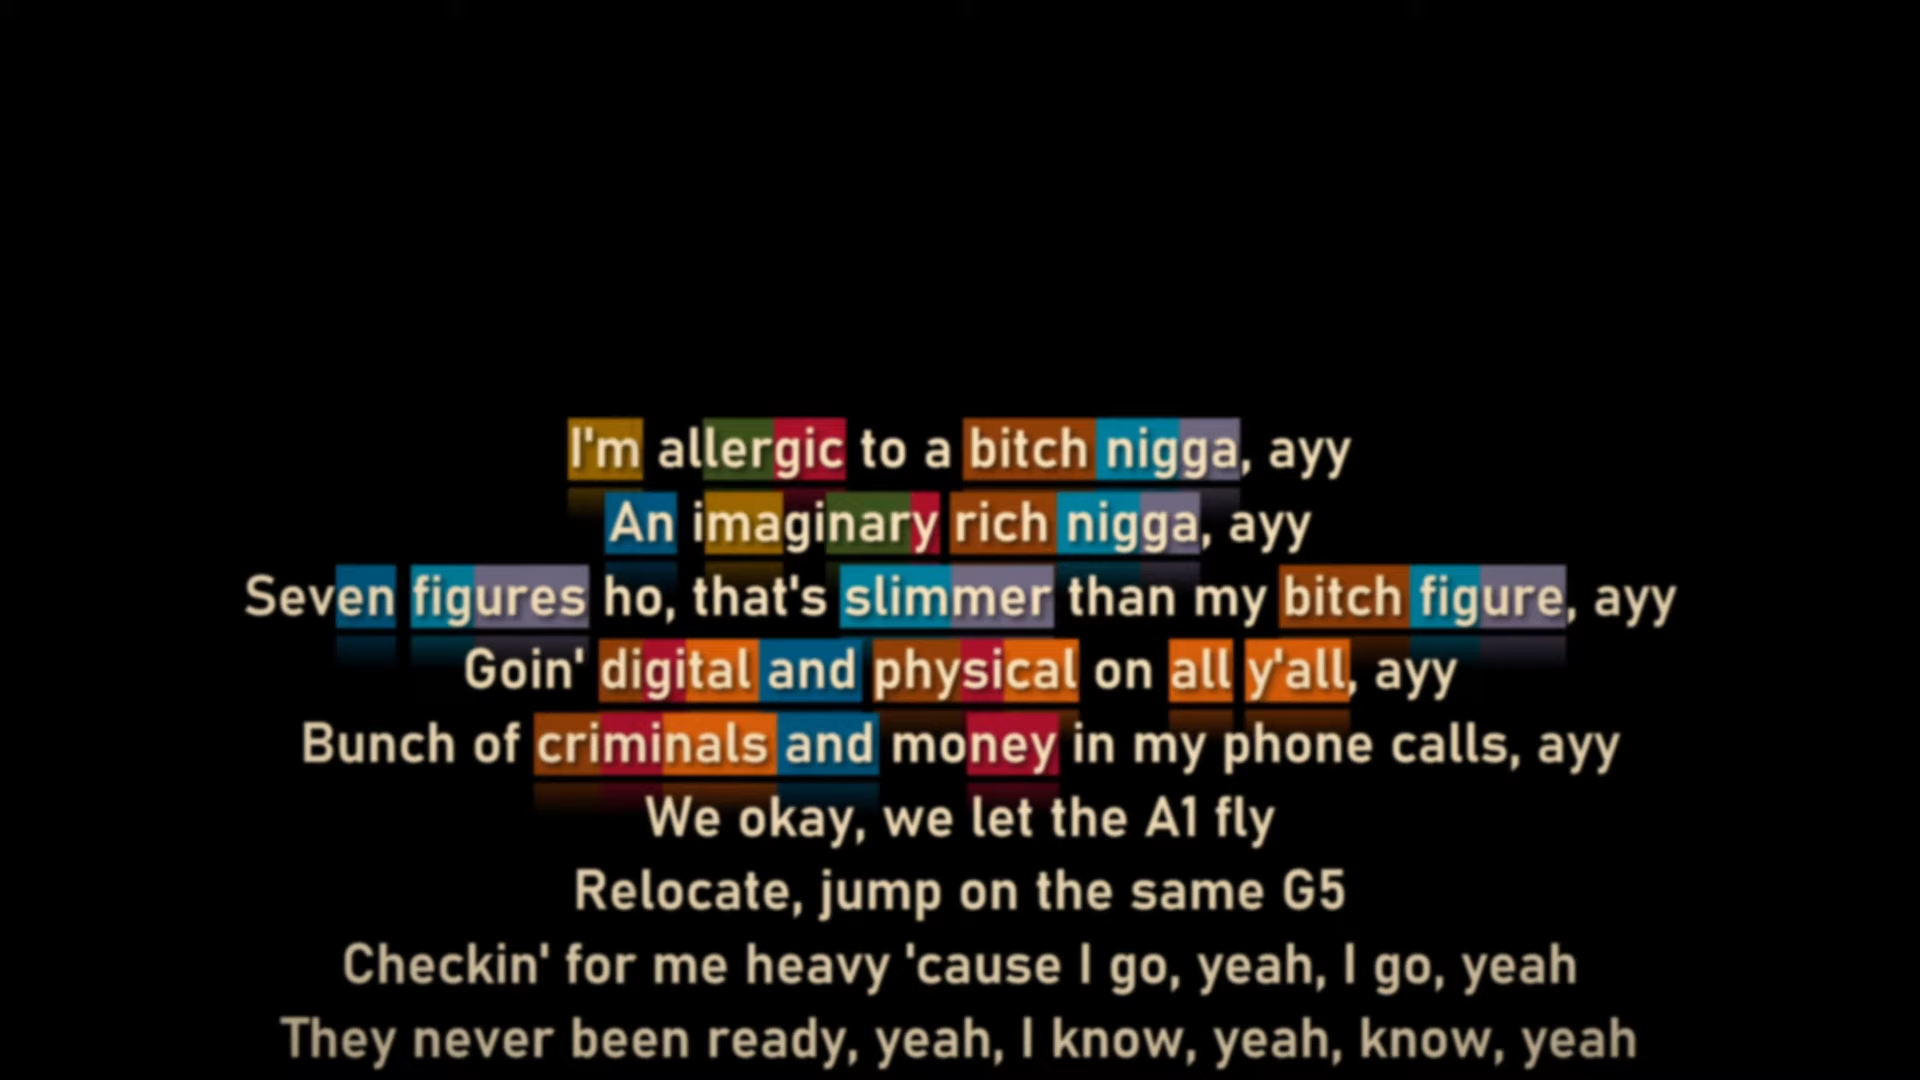 I'm allergic to a bitch nigga, ayy
An imaginary rich nigga, ayy
Seven figures ho, that's slimmer than my bitch figure, ayy
Goin' digital and physical on all y'all, ayy
Bunch of criminals and money in my phone calls, ayy
We okay, we let the A1 fly
Relocate, jump on the same G5
Checkin' for me heavy 'cause I go, yeah, I go, yeah
They never been ready, yeah, I know, yeah, know, yeah